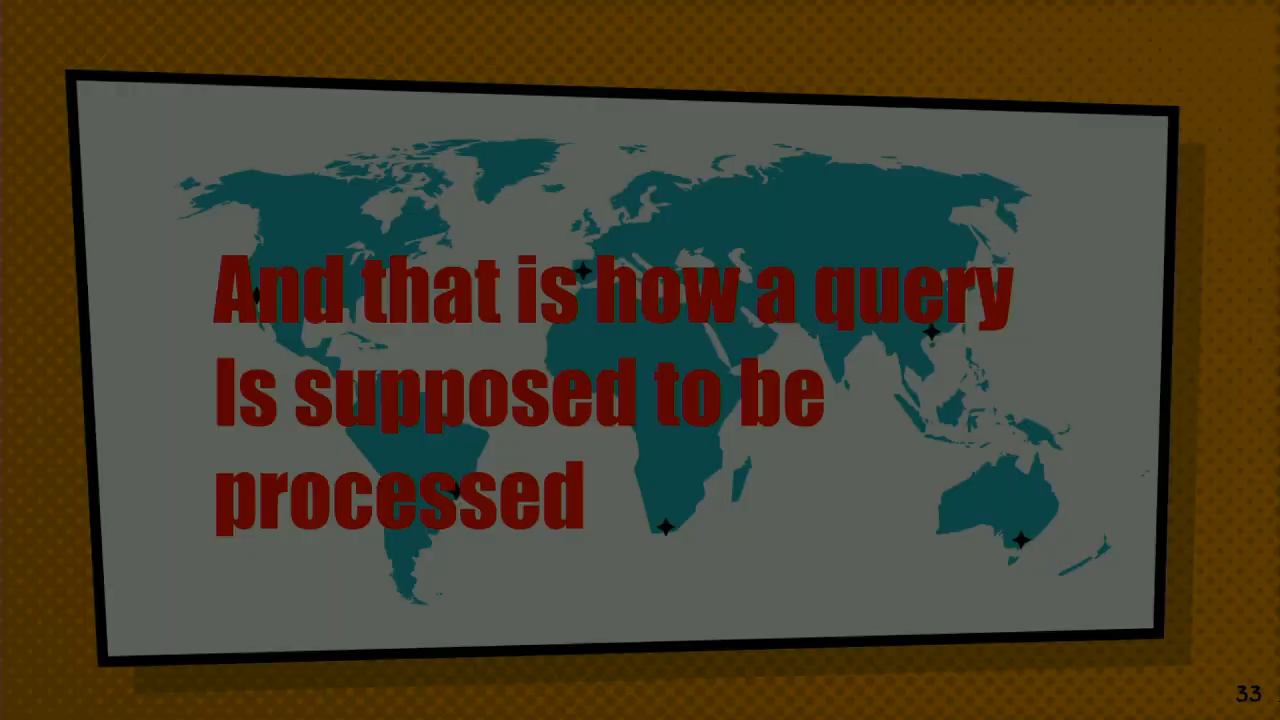 And that is how a query
Is supposed to be
processed
33